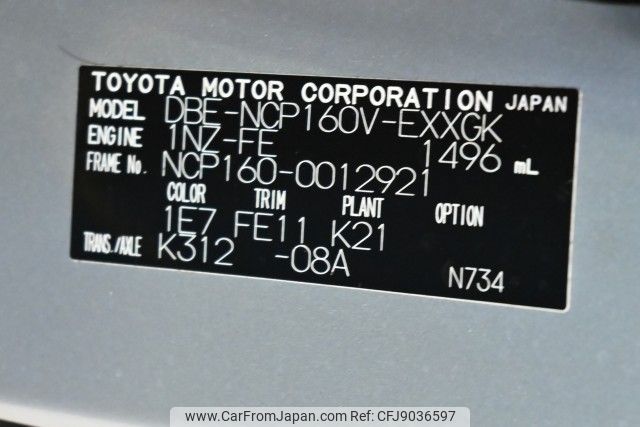 TOYOTA MOTOR CORPORATION JAPAN
MODEL DBE-NCP160V-EXXGK
ENGINE 1NZ-FE 1496 mL
FRAME No. NCP160-0012921
COLOR TRIM PLANT OPTION
1E7 FE11 K21
TRANS./AXLE K312 -08A
N734
www.CarFromJapan.com | CFJ9036597